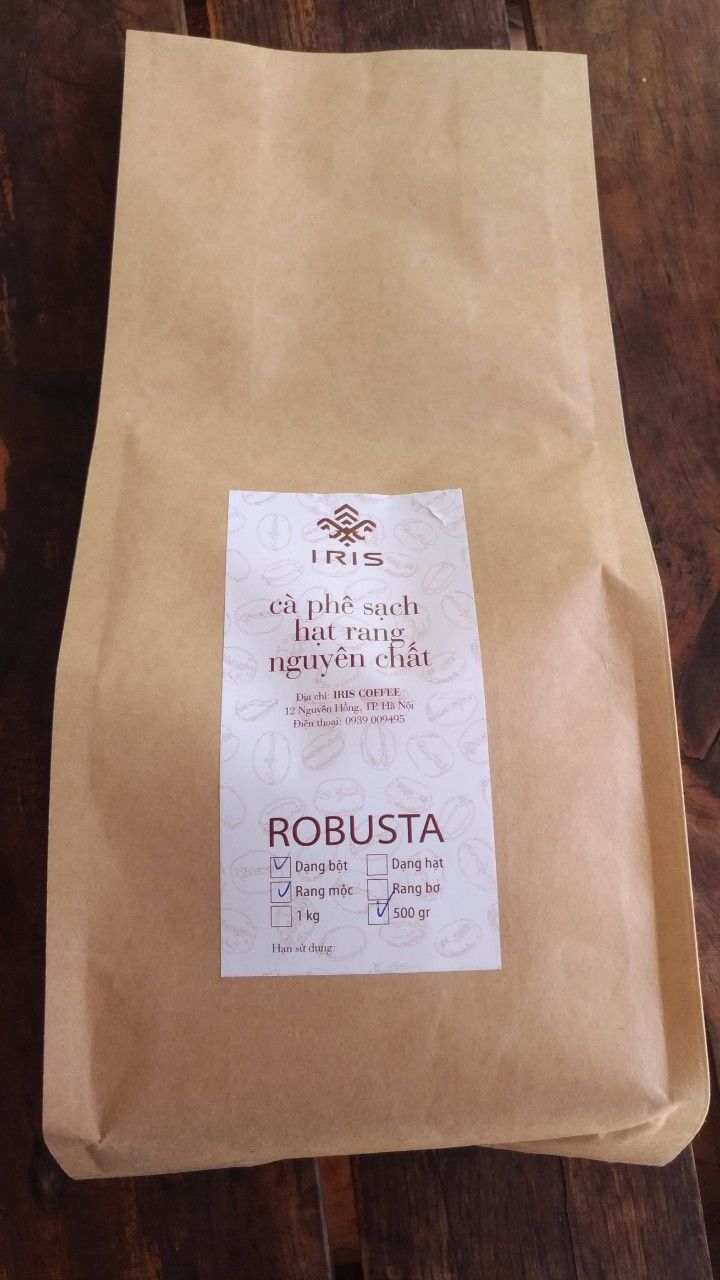 IRIS
cà phê sạch
hạt rang
nguyên chất
Địa chỉ: IRIS COFFEE
12 Nguyên Hồng, TP. Hà Nội
Điện thoại: 0939 009495
ROBUSTA
Dạng bột Dạng hạt
Rang mộc Rang bơ
1 kg 500 gr
Hạn sử dụng: